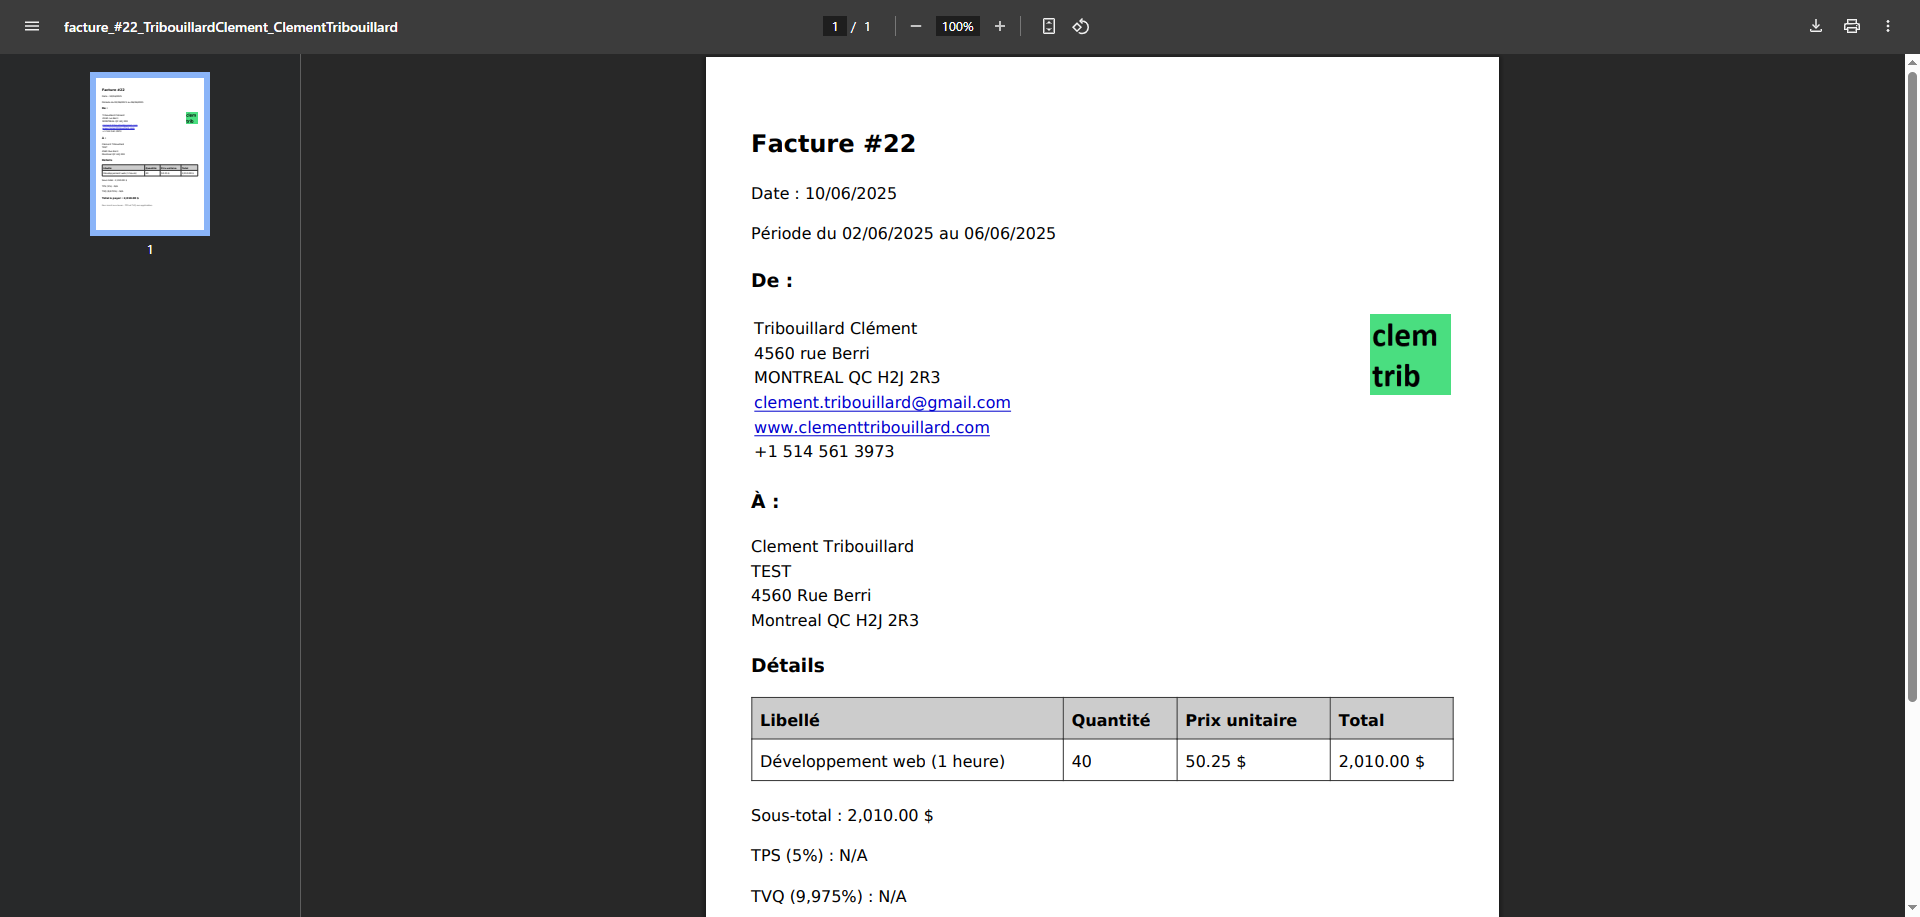 facture_#22_TribouillardClement_ClementTribouillard
1 / 1
100%
1
Facture #22
Date : 10/06/2025
Période du 02/06/2025 au 06/06/2025
De :
Tribouillard Clément
4560 rue Berri
MONTREAL QC H2J 2R3
clement.tribouillard@gmail.com
www.clementtribouillard.com
+1 514 561 3973
clem
trib
À :
Clement Tribouillard
TEST
4560 Rue Berri
Montreal QC H2J 2R3
Détails
Libellé Quantité Prix unitaire Total
Développement web (1 heure) 40 50.25 $ 2,010.00 $
Sous-total : 2,010.00 $
TPS (5%) : N/A
TVQ (9,975%) : N/A